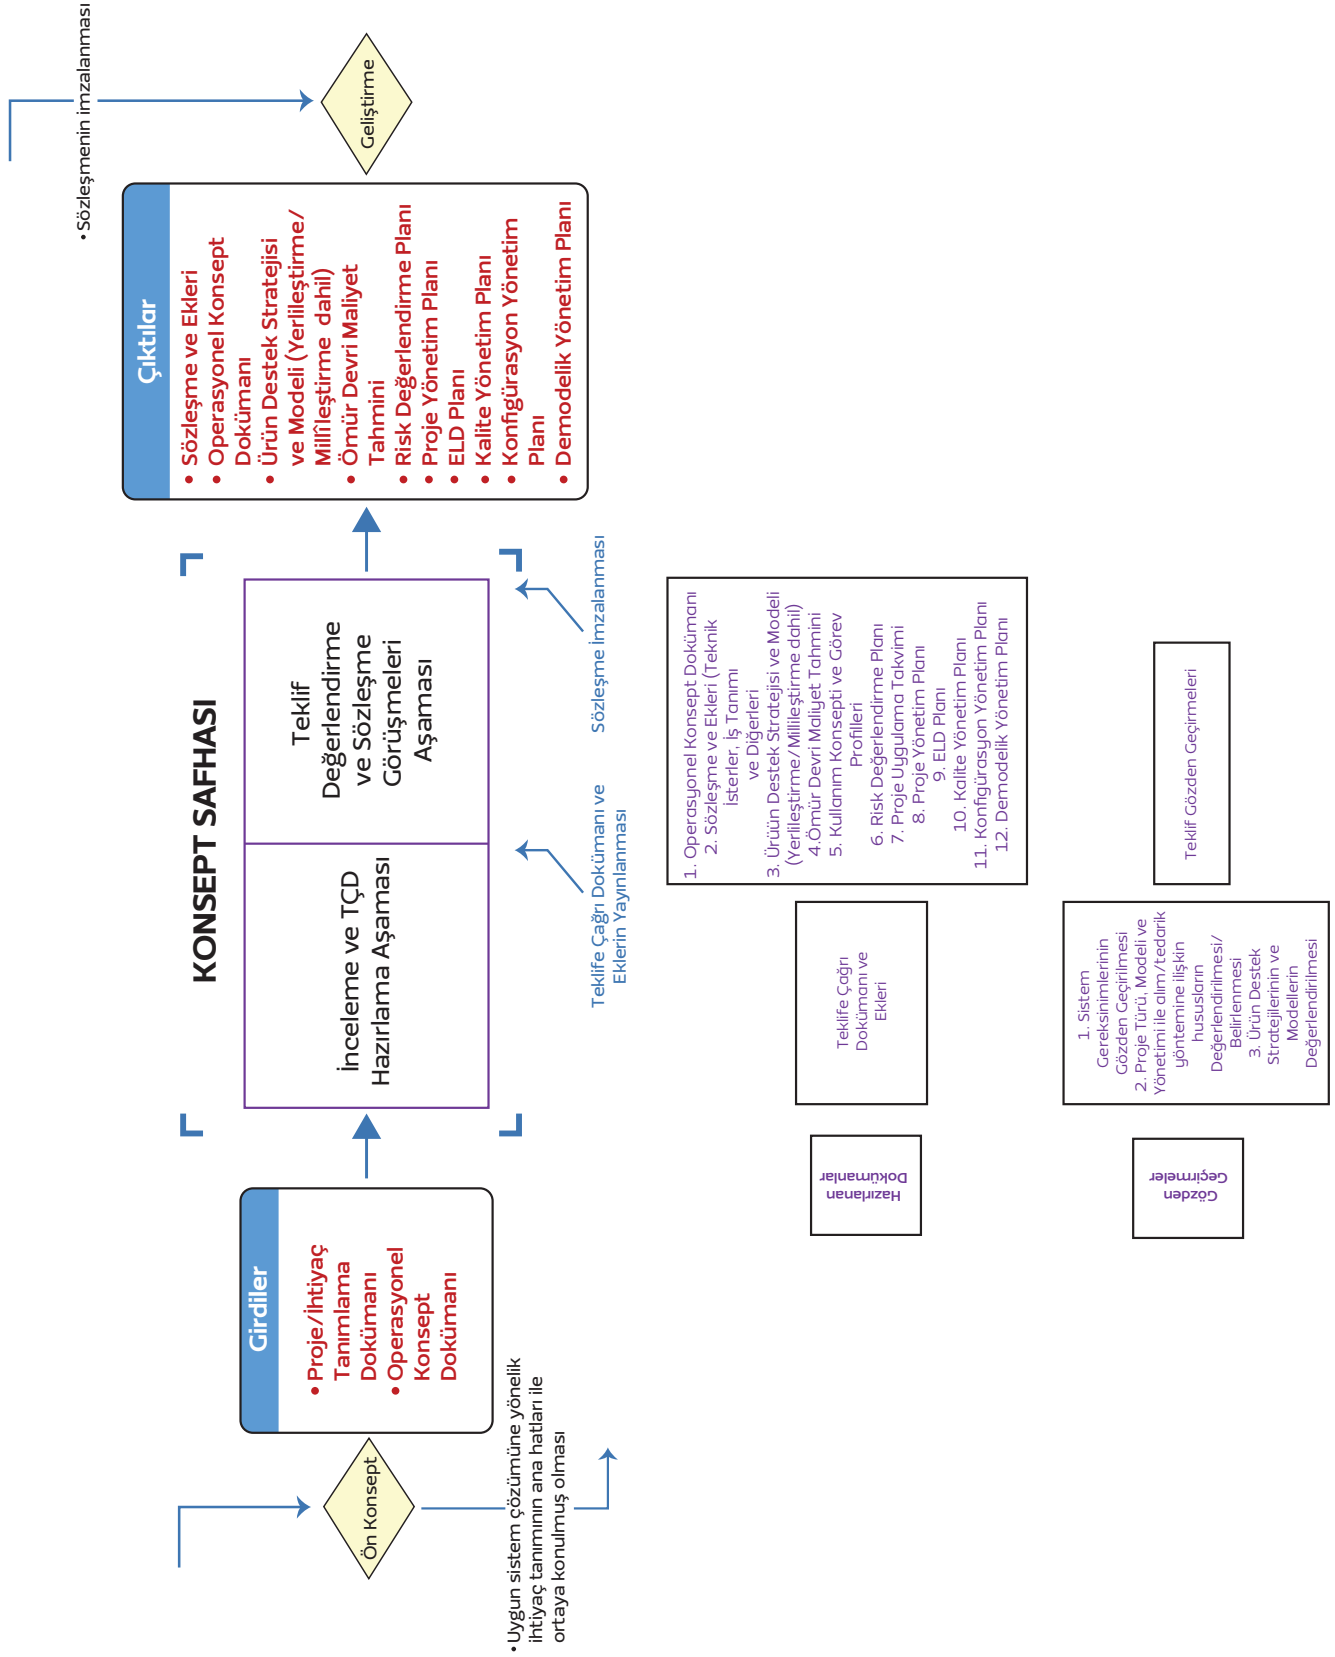 KONSEPT SAFHASI
Ön Konsept
• Uygun sistem çözümüne yönelik
ihtiyaç tanımının ana hatları ile
ortaya konulmuş olması
Girdiler
• Proje/İhtiyaç
Tanımlama
Dokümanı
• Operasyonel
Konsept
Dokümanı
İnceleme ve TÇD
Hazırlama Aşaması
Teklif
Değerlendirme
ve Sözleşme
Görüşmeleri
Aşaması
Teklife Çağrı Dokümanı ve
Eklerin Yayınlanması
Sözleşme İmzalanması
Çıktılar
• Sözleşme ve Ekleri
• Operasyonel Konsept
Dokümanı
• Ürün Destek Stratejisi
ve Modeli (Yerlileştirme/
Millîleştirme dahil)
• Ömür Devri Maliyet
Tahmini
• Risk Değerlendirme Planı
• Proje Yönetim Planı
• ELD Planı
• Kalite Yönetim Planı
• Konfigürasyon Yönetim
Planı
• Demodelik Yönetim Planı
• Sözleşmenin imzalanması
Geliştirme
Hazırlanan
Dokümanlar
Teklife Çağrı
Dokümanı ve
Ekleri
1. Operasyonel Konsept Dokümanı
2. Sözleşme ve Ekleri (Teknik
İsterler, İş Tanımı
ve Diğerleri
3. Ürüün Destek Stratejisi ve Modeli
(Yerlileştirme/Millileştirme dahil)
4.Ömür Devri Maliyet Tahmini
5. Kullanım Konsepti ve Görev
Profilleri
6. Risk Değerlendirme Planı
7. Proje Uygulama Takvimi
8. Proje Yönetim Planı
9. ELD Planı
10. Kalite Yönetim Planı
11. Konfigürasyon Yönetim Planı
12. Demodelik Yönetim Planı
Gözden
Geçirmeler
1. Sistem
Gereksinimlerinin
Gözden Geçirilmesi
2. Proje Türü, Modeli ve
Yönetimi ile alım/tedarik
yöntemine ilişkin
hususların
Değerlendirilmesi/
Belirlenmesi
3. Ürün Destek
Stratejilerinin ve
Modellerin
Değerlendirilmesi
Teklif Gözden Geçirmeleri